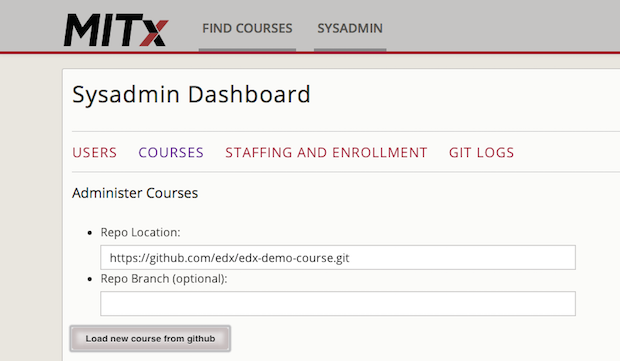 MITx FIND COURSES SYSADMIN
Sysadmin Dashboard
USERS COURSES STAFFING AND ENROLLMENT GIT LOGS
Administer Courses
Repo Location:
https://github.com/edx/edx-demo-course.git
Repo Branch (optional):
Load new course from github